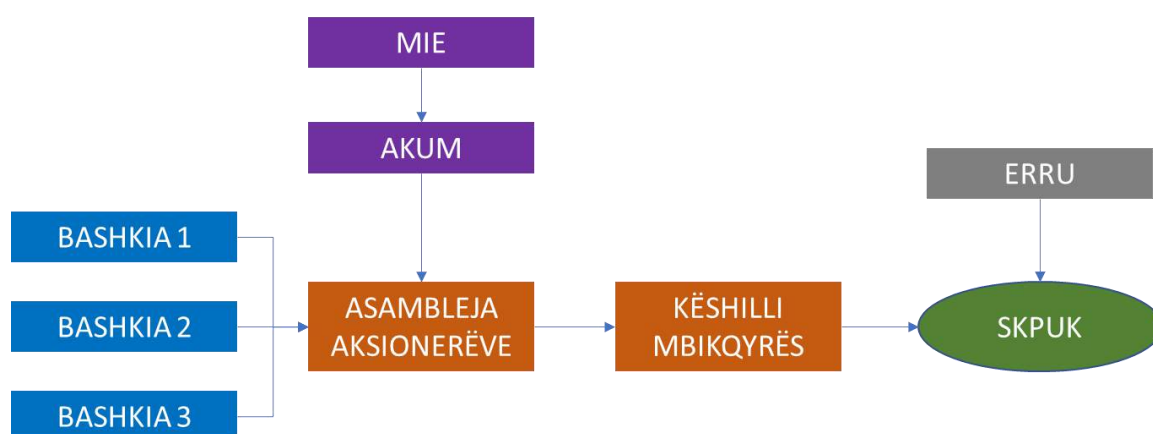 MIE
AKUM
ERRU
BASHKIA 1
BASHKIA 2
BASHKIA 3
ASAMBLEJA
AKSIONERËVE
KËSHILLI
MBIKQYRËS
SKPUK